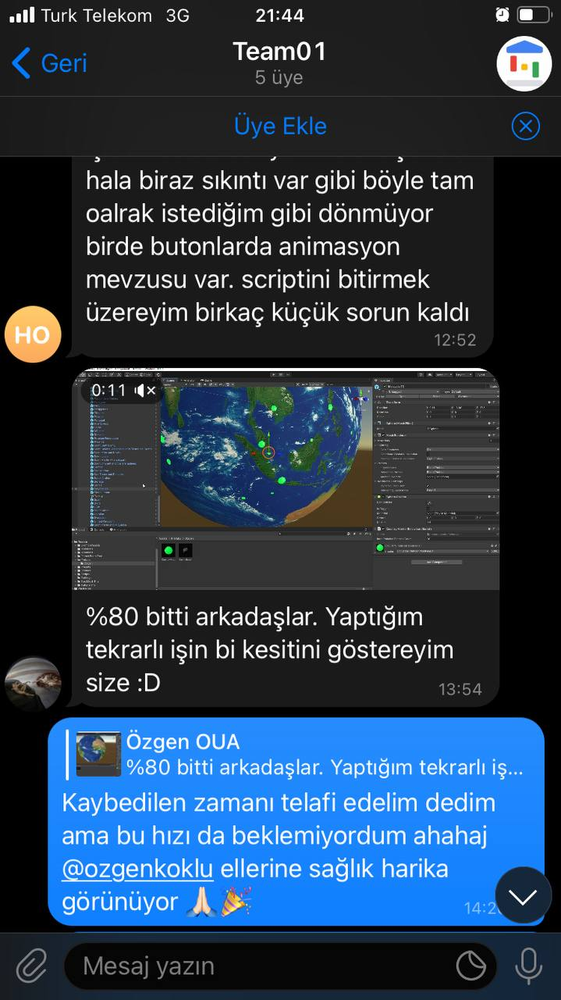 Turk Telekom 3G 21:44
Geri
Team01
5 üye
Üye Ekle
hala biraz sıkıntı var gibi böyle tam
oalrak istediğim gibi dönmüyor
birde butonlarda animasyon
mevzusu var. scriptini bitirmek
üzereyim birkaç küçük sorun kaldı
12:52
HO
0:11
%80 bitti arkadaşlar. Yaptığım
tekrarlı işin bi kesitini göstereyim
size :D
13:54
Özgen OUA
%80 bitti arkadaşlar. Yaptığım tekrarlı iş...
Kaybedilen zamanı telafi edelim dedim
ama bu hızı da beklemiyordum ahahaj
@ozgenkoklu ellerine sağlık harika
görünüyor 🙏🏻🎉
Mesaj yazın